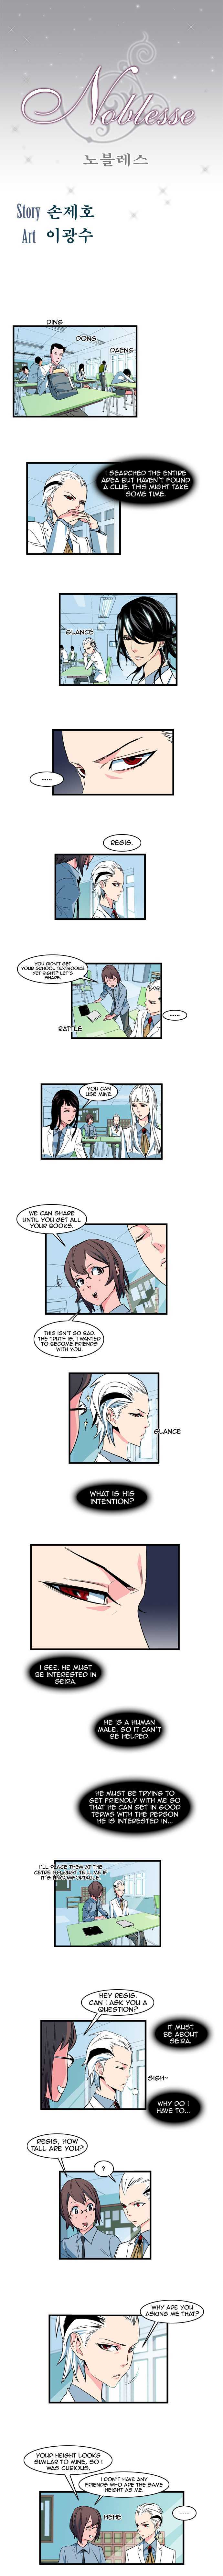 Noblesse
노블레스
Story 손제호
Art 이광수
DING
DONG
DAENG
I SEARCHED THE ENTIRE
AREA BUT HAVEN'T FOUND
A CLUE. THIS MIGHT TAKE
SOME TIME.
GLANCE
......
REGIS.
YOU DIDN'T GET
YOUR SCHOOL TEXTBOOKS
YET RIGHT? LET'S
SHARE.
RATTLE
......
YOU CAN
USE MINE.
WE CAN SHARE
UNTIL YOU GET ALL
YOUR BOOKS.
THIS ISN'T SO BAD.
THE TRUTH IS, I WANTED
TO BECOME FRIENDS
WITH YOU.
GLANCE
WHAT IS HIS
INTENTION?
I SEE. HE MUST
BE INTERESTED IN
SEIRA.
HE IS A HUMAN
MALE. SO IT CAN'T
BE HELPED.
HE MUST BE TRYING TO
GET FRIENDLY WITH ME SO
THAT HE CAN GET IN GOOD
TERMS WITH THE PERSON
HE IS INTERESTED IN...
I'LL PLACE THEM AT THE
CETRE SO JUST TELL ME IF
IT'S UNCOMFORTABLE
HEY REGIS.
CAN I ASK YOU A
QUESTION?
IT MUST
BE ABOUT
SEIRA.
SIGH~
WHY DO I
HAVE TO...
REGIS, HOW
TALL ARE YOU?
?
WHY ARE YOU
ASKING ME THAT?
YOUR HEIGHT LOOKS
SIMILAR TO MINE, SO I
WAS CURIOUS.
I DON'T HAVE ANY
FRIENDS WHO ARE THE SAME
HEIGHT AS ME.
HEHE
......